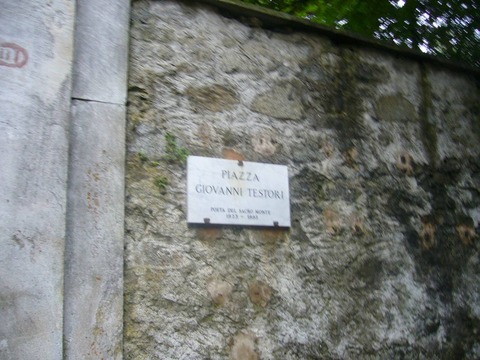 PIAZZA
GIOVANNI TESTORI
POETA DEL SACRO MONTE
1923 - 1993